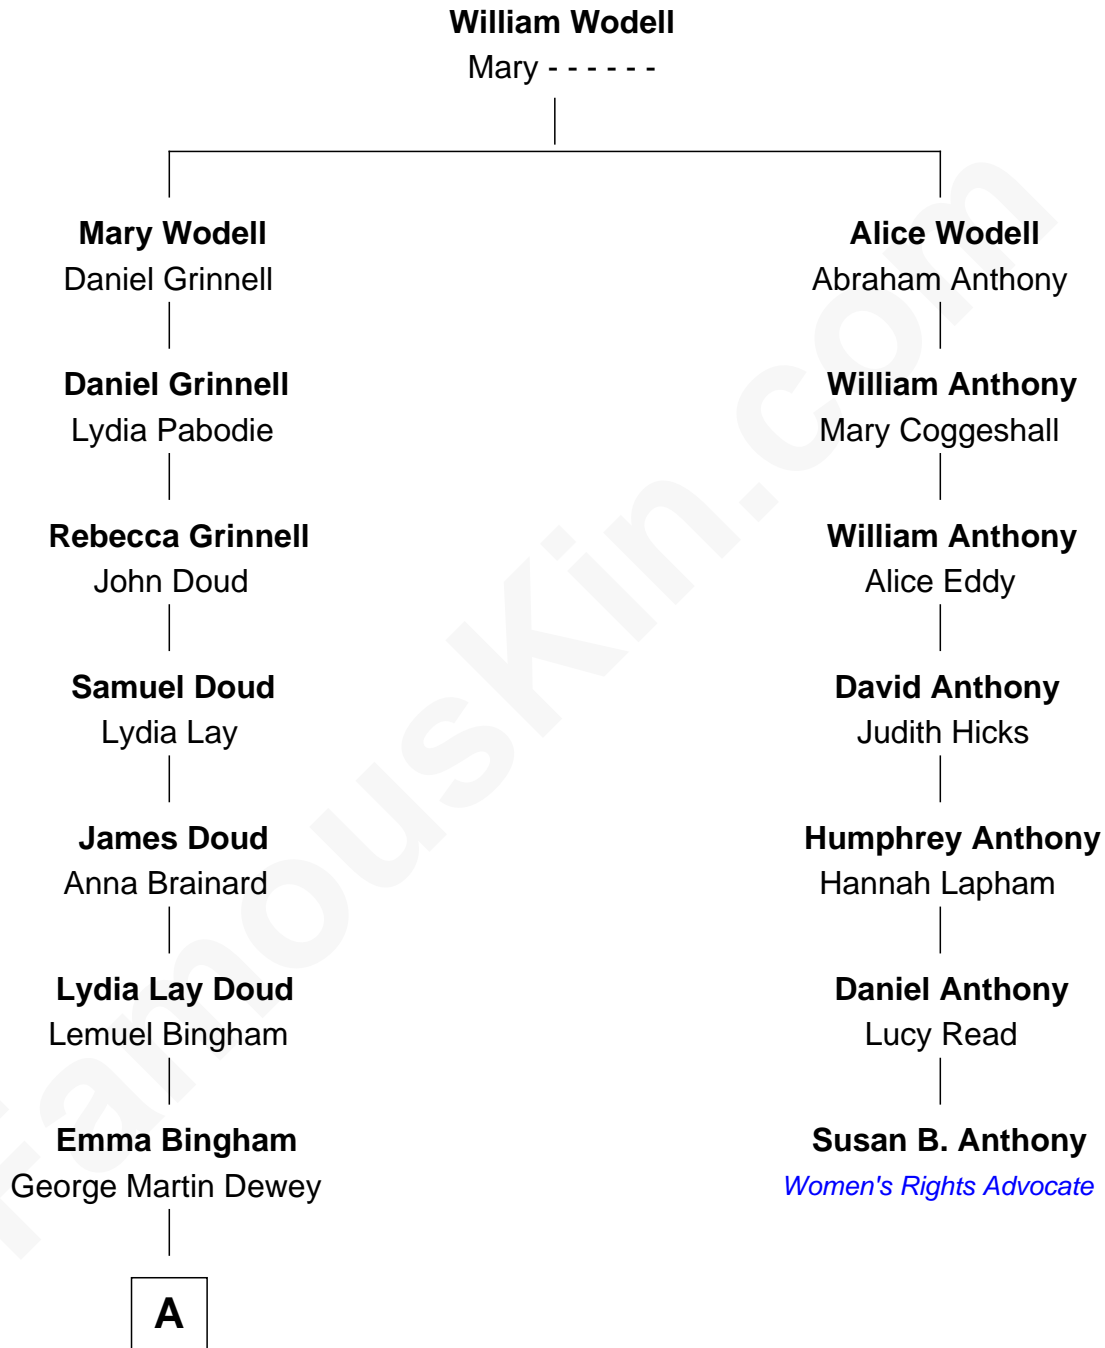 William Wodell
Mary - - - - - -
Mary Wodell
Daniel Grinnell
Alice Wodell
Abraham Anthony
Daniel Grinnell
Lydia Pabodie
William Anthony
Mary Coggeshall
Rebecca Grinnell
John Doud
William Anthony
Alice Eddy
Samuel Doud
Lydia Lay
David Anthony
Judith Hicks
James Doud
Anna Brainard
Humphrey Anthony
Hannah Lapham
Lydia Lay Doud
Lemuel Bingham
Daniel Anthony
Lucy Read
Emma Bingham
George Martin Dewey
Susan B. Anthony
Women's Rights Advocate
A
FamousKin.com